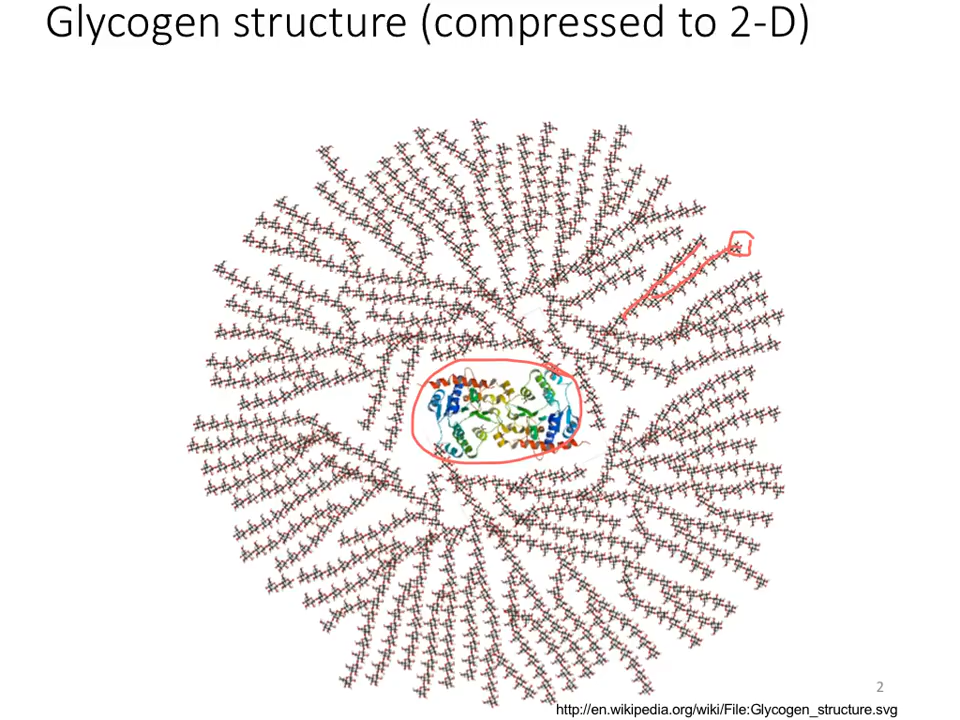 Glycogen structure (compressed to 2-D)
2
http://en.wikipedia.org/wiki/File:Glycogen_structure.svg